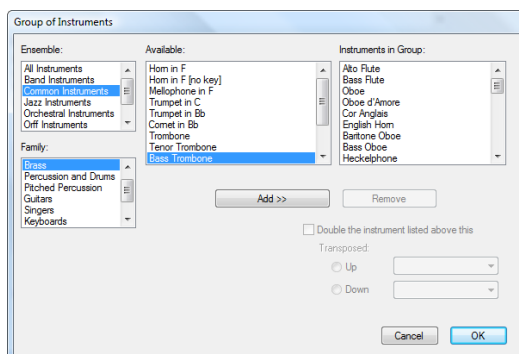 Group of Instruments
Ensemble:
All Instruments
Band Instruments
Common Instruments
Jazz Instruments
Orchestral Instruments
Orff Instruments
Family:
Brass
Percussion and Drums
Pitched Percussion
Guitars
Singers
Keyboards
Available:
Horn in F
Horn in F [no key]
Mellophone in F
Trumpet in C
Trumpet in Bb
Cornet in Bb
Trombone
Tenor Trombone
Bass Trombone
Instruments in Group:
Alto Flute
Bass Flute
Oboe
Oboe d'Amore
Cor Anglais
English Horn
Baritone Oboe
Bass Oboe
Heckelphone
Add >>
Remove
Double the instrument listed above this
Transposed:
Up
Down
Cancel
OK